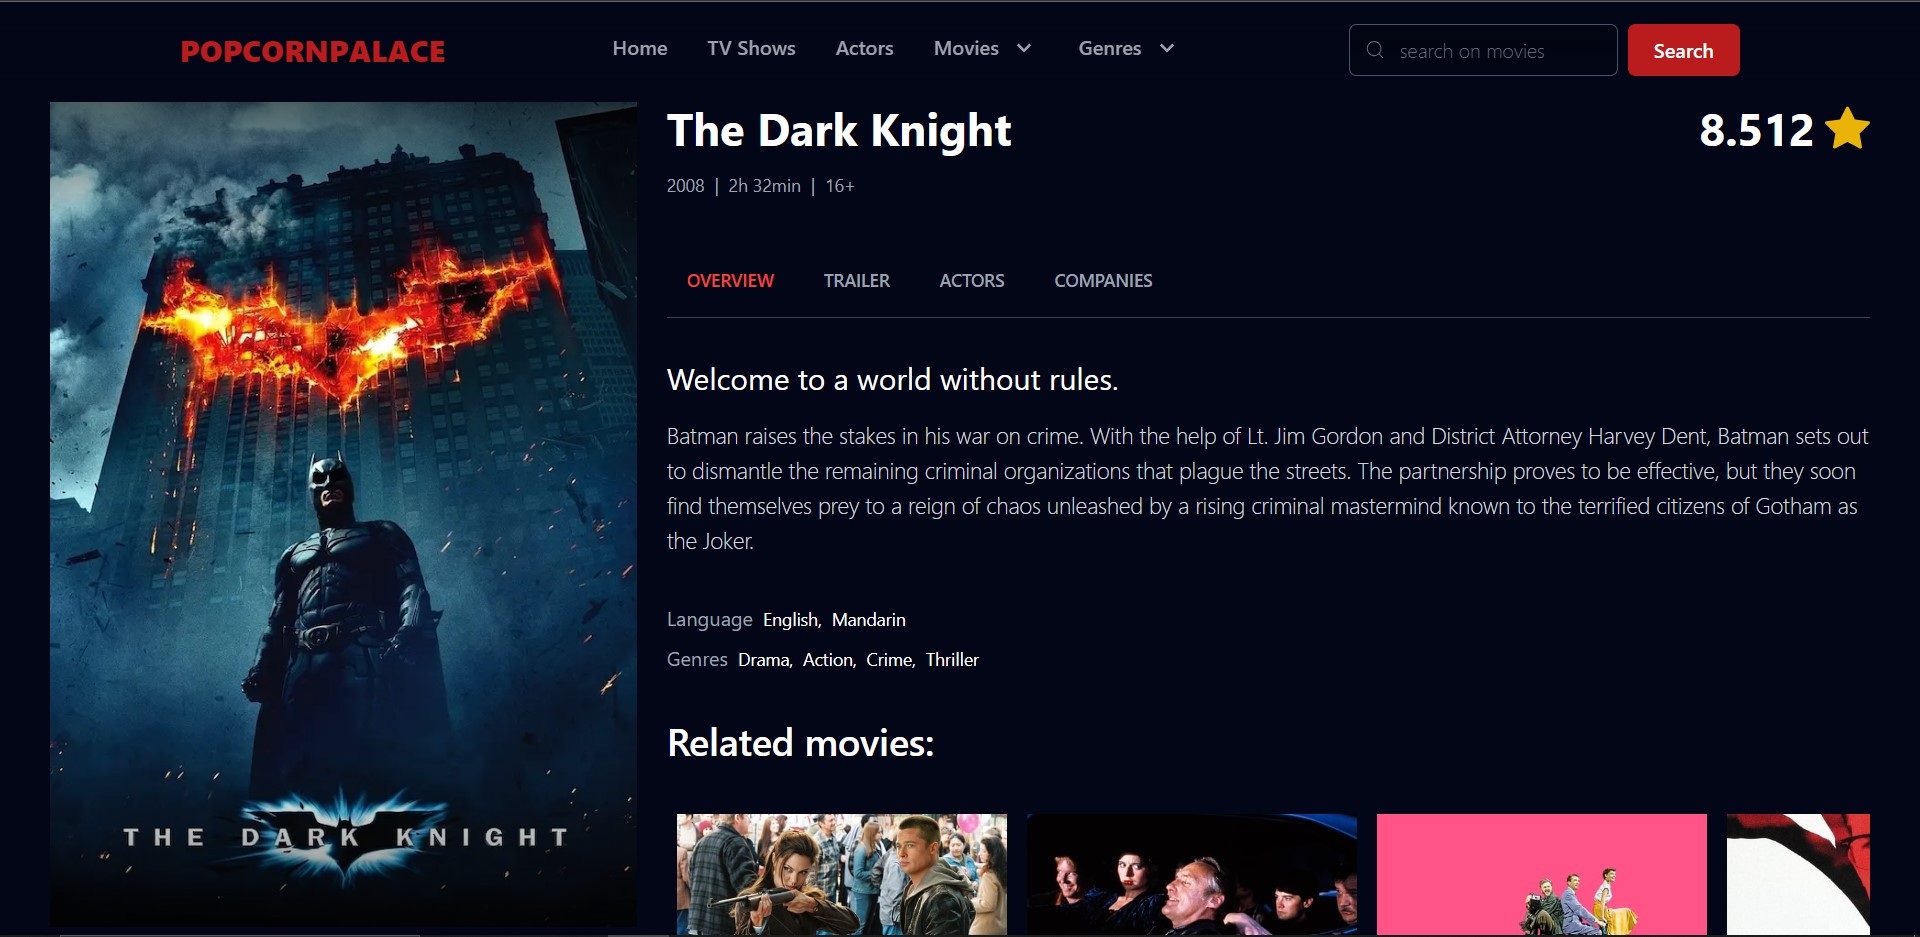 POPCORNPALACE
Home TV Shows Actors Movies Genres
search on movies Search
The Dark Knight
8.512
2008 | 2h 32min | 16+
OVERVIEW TRAILER ACTORS COMPANIES
Welcome to a world without rules.
Batman raises the stakes in his war on crime. With the help of Lt. Jim Gordon and District Attorney Harvey Dent, Batman sets out
to dismantle the remaining criminal organizations that plague the streets. The partnership proves to be effective, but they soon
find themselves prey to a reign of chaos unleashed by a rising criminal mastermind known to the terrified citizens of Gotham as
the Joker.
Language English, Mandarin
Genres Drama, Action, Crime, Thriller
Related movies:
THE DARK KNIGHT